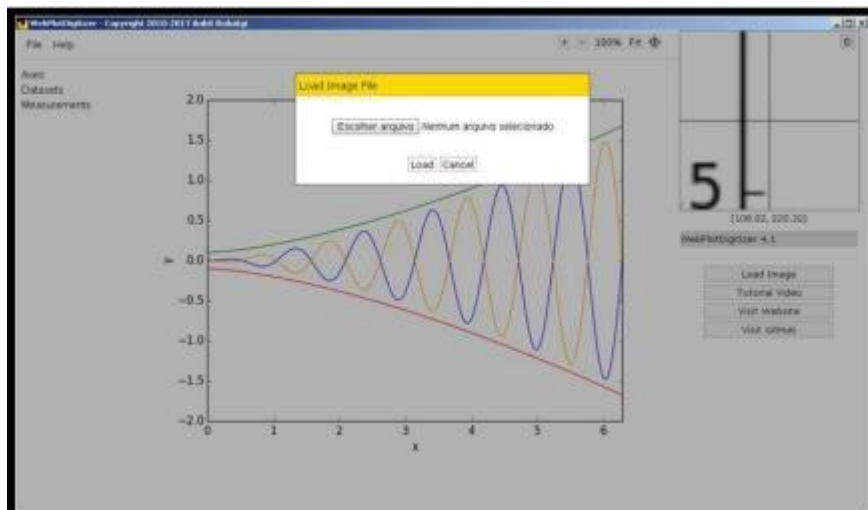 WebPlotDigitizer - Copyright 2010-2017 Ankit Rohatgi
File Help
+ - 100% Fit
Axes
Datasets
Measurements
Load Image File
Escolher arquivo Nenhum arquivo selecionado
Load Cancel
2.0
1.5
1.0
0.5
0.0
−0.5
−1.0
−1.5
−2.0
y
0 1 2 3 4 5 6
x
5
[108.02, 220.20]
WebPlotDigitizer 4.1
Load Image
Tutorial Video
Visit Website
Visit GitHub